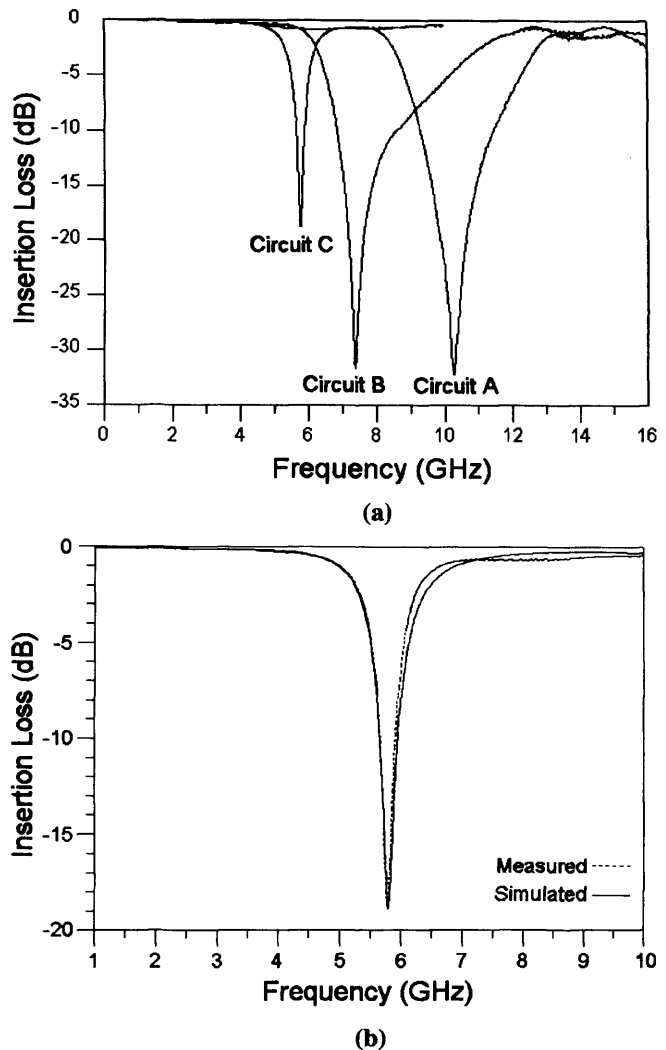 0
-5
-10
-15
-20
-25
-30
-35
Insertion Loss (dB)
Circuit C
Circuit B
Circuit A
0 2 4 6 8 10 12 14 16
Frequency (GHz)
(a)
0
-5
-10
-15
-20
Insertion Loss (dB)
Measured
Simulated
1 2 3 4 5 6 7 8 9 10
Frequency (GHz)
(b)